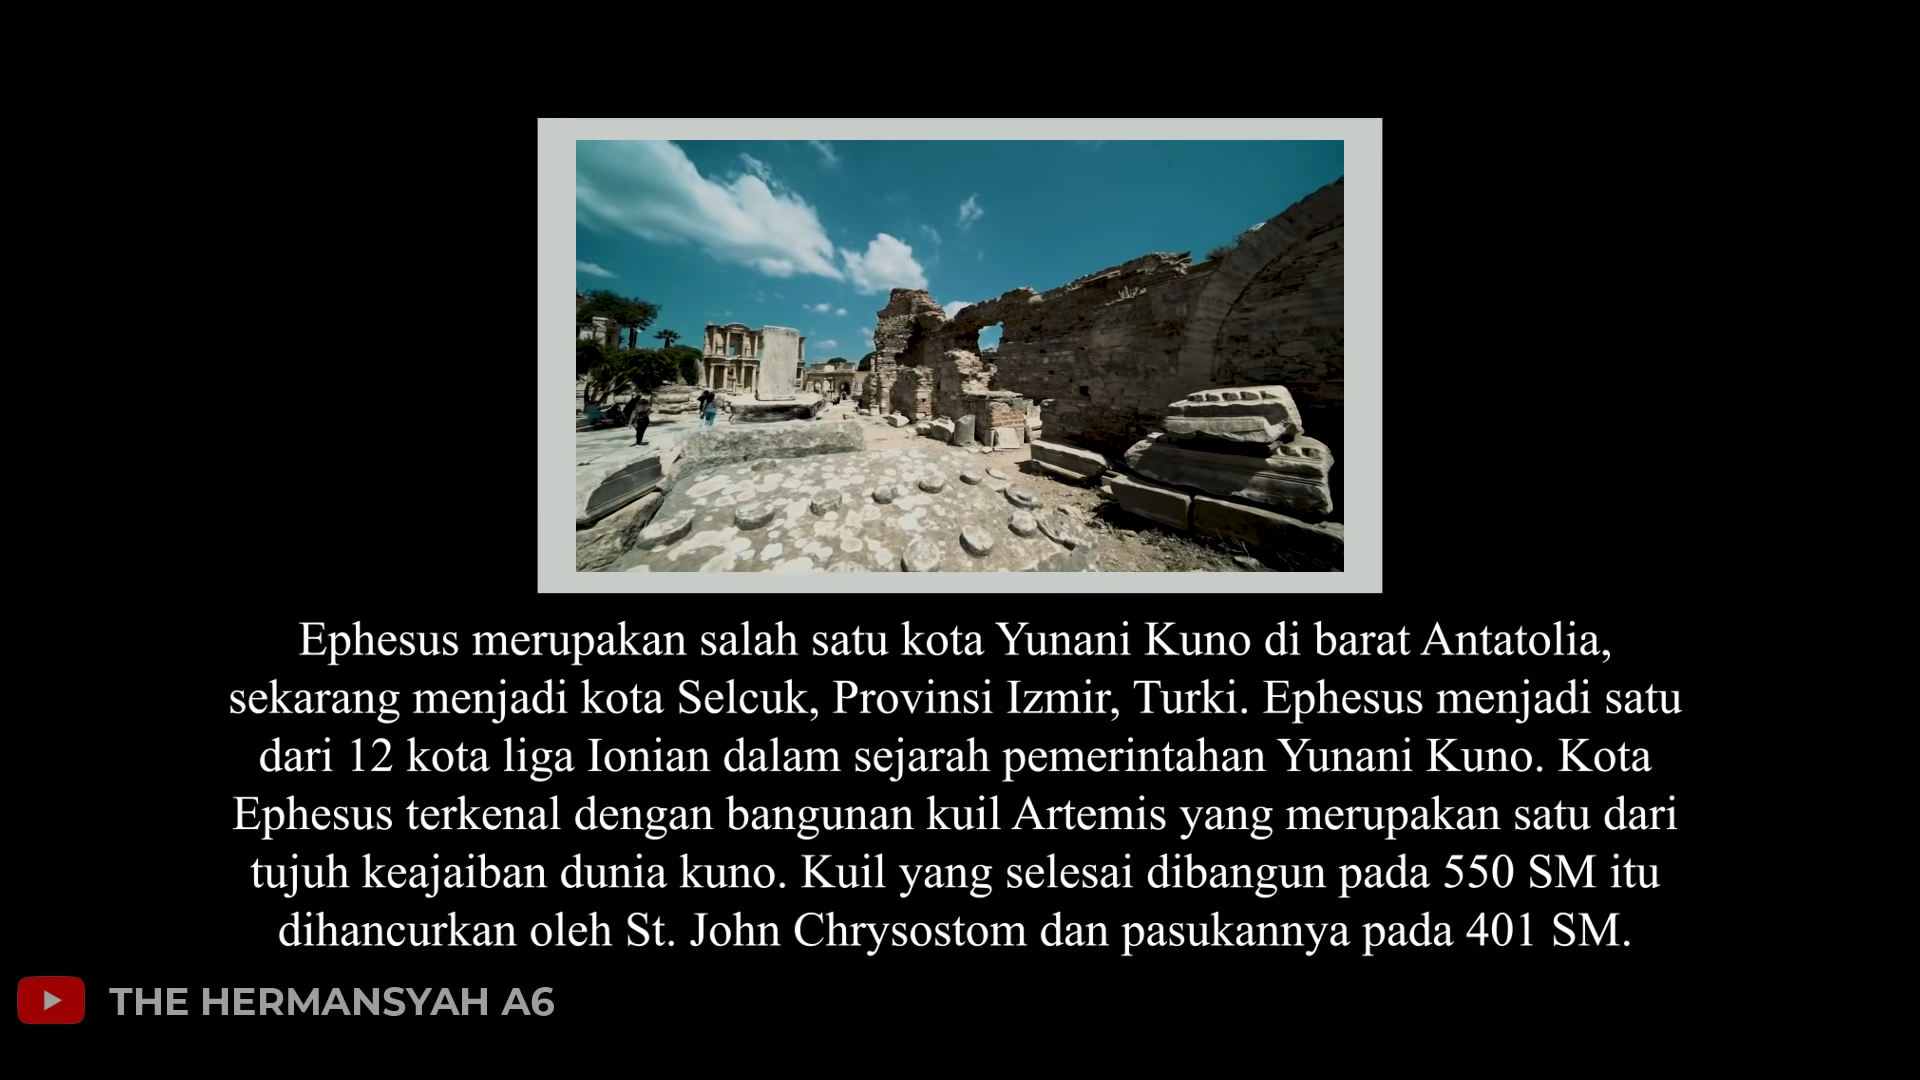 Ephesus merupakan salah satu kota Yunani Kuno di barat Antatolia,
sekarang menjadi kota Selcuk, Provinsi Izmir, Turki. Ephesus menjadi satu
dari 12 kota liga Ionian dalam sejarah pemerintahan Yunani Kuno. Kota
Ephesus terkenal dengan bangunan kuil Artemis yang merupakan satu dari
tujuh keajaiban dunia kuno. Kuil yang selesai dibangun pada 550 SM itu
dihancurkan oleh St. John Chrysostom dan pasukannya pada 401 SM.
THE HERMANSYAH A6